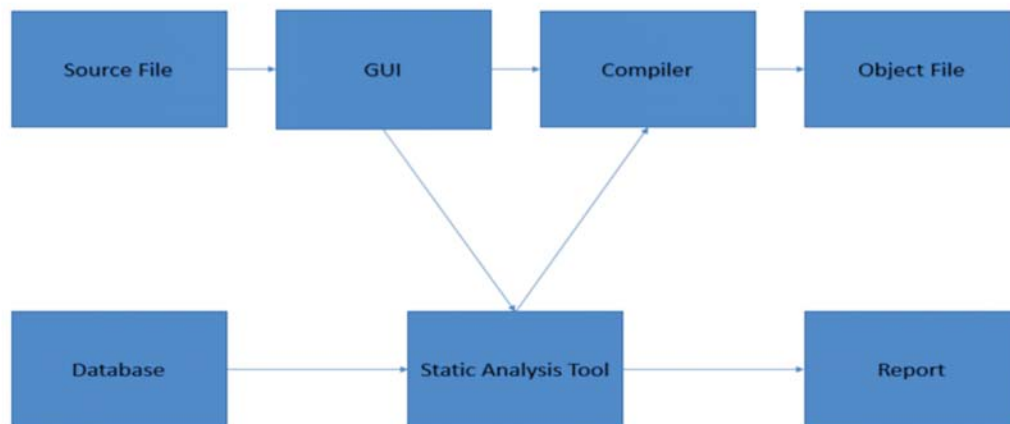 Source File
GUI
Compiler
Object File
Database
Static Analysis Tool
Report